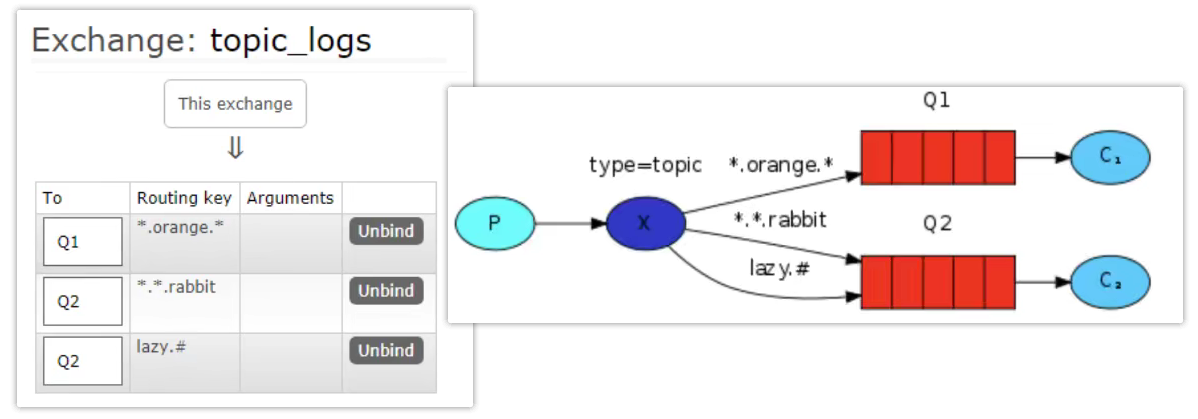 Exchange: topic_logs
This exchange
⇓
To Routing key Arguments
Q1 *.orange.* Unbind
Q2 *.*.rabbit Unbind
Q2 lazy.# Unbind
Q1
type=topic *.orange.* C₁
P X *.*.rabbit Q2
lazy.# C₂